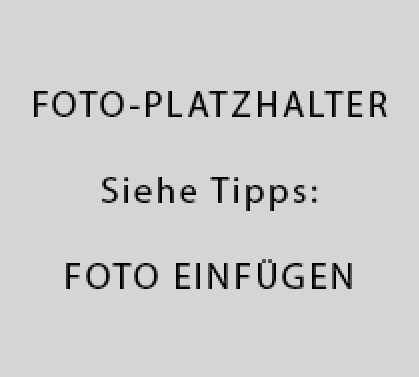 FOTO-PLATZHALTER
Siehe Tipps:
FOTO EINFÜGEN